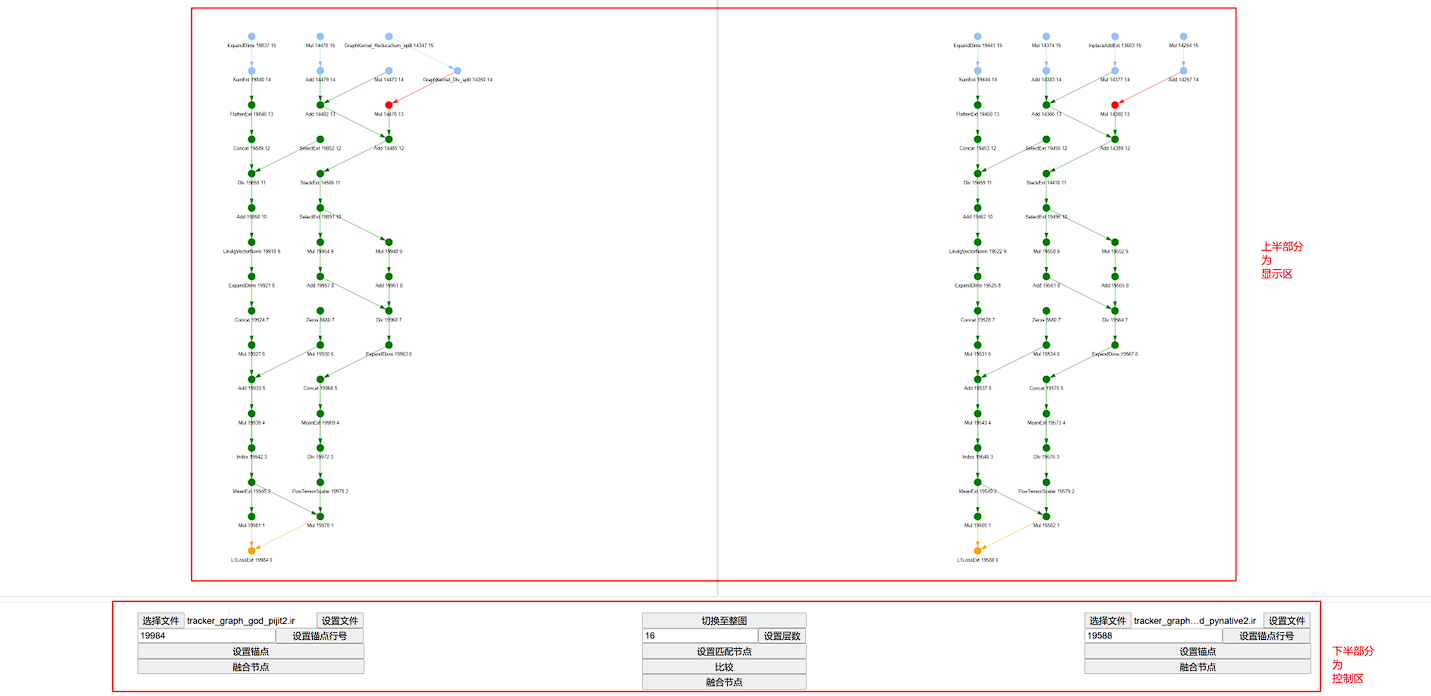 ExpandDims 19837 15 Mul 14470 15 GraphKernel_ReduceSum_split 14347 15
SumExt 19840 14 Add 14479 14 Mul 14473 14 GraphKernel_Div_split 14350 14
FlattenExt 19846 13 Add 14482 13 Mul 14476 13
Concat 19849 12 SelectExt 19852 12 Add 14485 12
Div 19855 11 StackExt 14506 11
Add 19858 10 SelectExt 19891 10
LinalgVectorNorm 19918 9 Mul 19954 9 Mul 19948 9
ExpandDims 19921 8 Add 19957 8 Add 19951 8
Concat 19924 7 Zeros 8680 7 Div 19960 7
Mul 19927 6 Mul 19930 6 ExpandDims 19963 6
Add 19933 5 Concat 19966 5
Mul 19939 4 MeanExt 19969 4
Index 19942 3 Div 19972 3
MeanExt 19945 2 PowTensorScalar 19975 2
Mul 19981 1 Mul 19978 1
L1LossExt 19984 0
ExpandDims 19441 15 Mul 14374 15 InplaceAddExt 13603 15 Mul 14254 15
SumExt 19444 14 Add 14383 14 Mul 14377 14 Add 14257 14
FlattenExt 19450 13 Add 14386 13 Mul 14380 13
Concat 19453 12 SelectExt 19456 12 Add 14389 12
Div 19459 11 StackExt 14410 11
Add 19462 10 SelectExt 19495 10
LinalgVectorNorm 19522 9 Mul 19558 9 Mul 19552 9
ExpandDims 19525 8 Add 19561 8 Add 19555 8
Concat 19528 7 Zeros 8680 7 Div 19564 7
Mul 19531 6 Mul 19534 6 ExpandDims 19567 6
Add 19537 5 Concat 19570 5
Mul 19543 4 MeanExt 19573 4
Index 19546 3 Div 19576 3
MeanExt 19549 2 PowTensorScalar 19579 2
Mul 19585 1 Mul 19582 1
L1LossExt 19588 0
上半部分
为
显示区
选择文件 tracker_graph_god_pijit2.ir 设置文件
19984 设置锚点行号
设置锚点
融合节点
切换至整图
16 设置层数
设置匹配节点
比较
融合节点
选择文件 tracker_graph...d_pynative2.ir 设置文件
19588 设置锚点行号
设置锚点
融合节点
下半部分
为
控制区